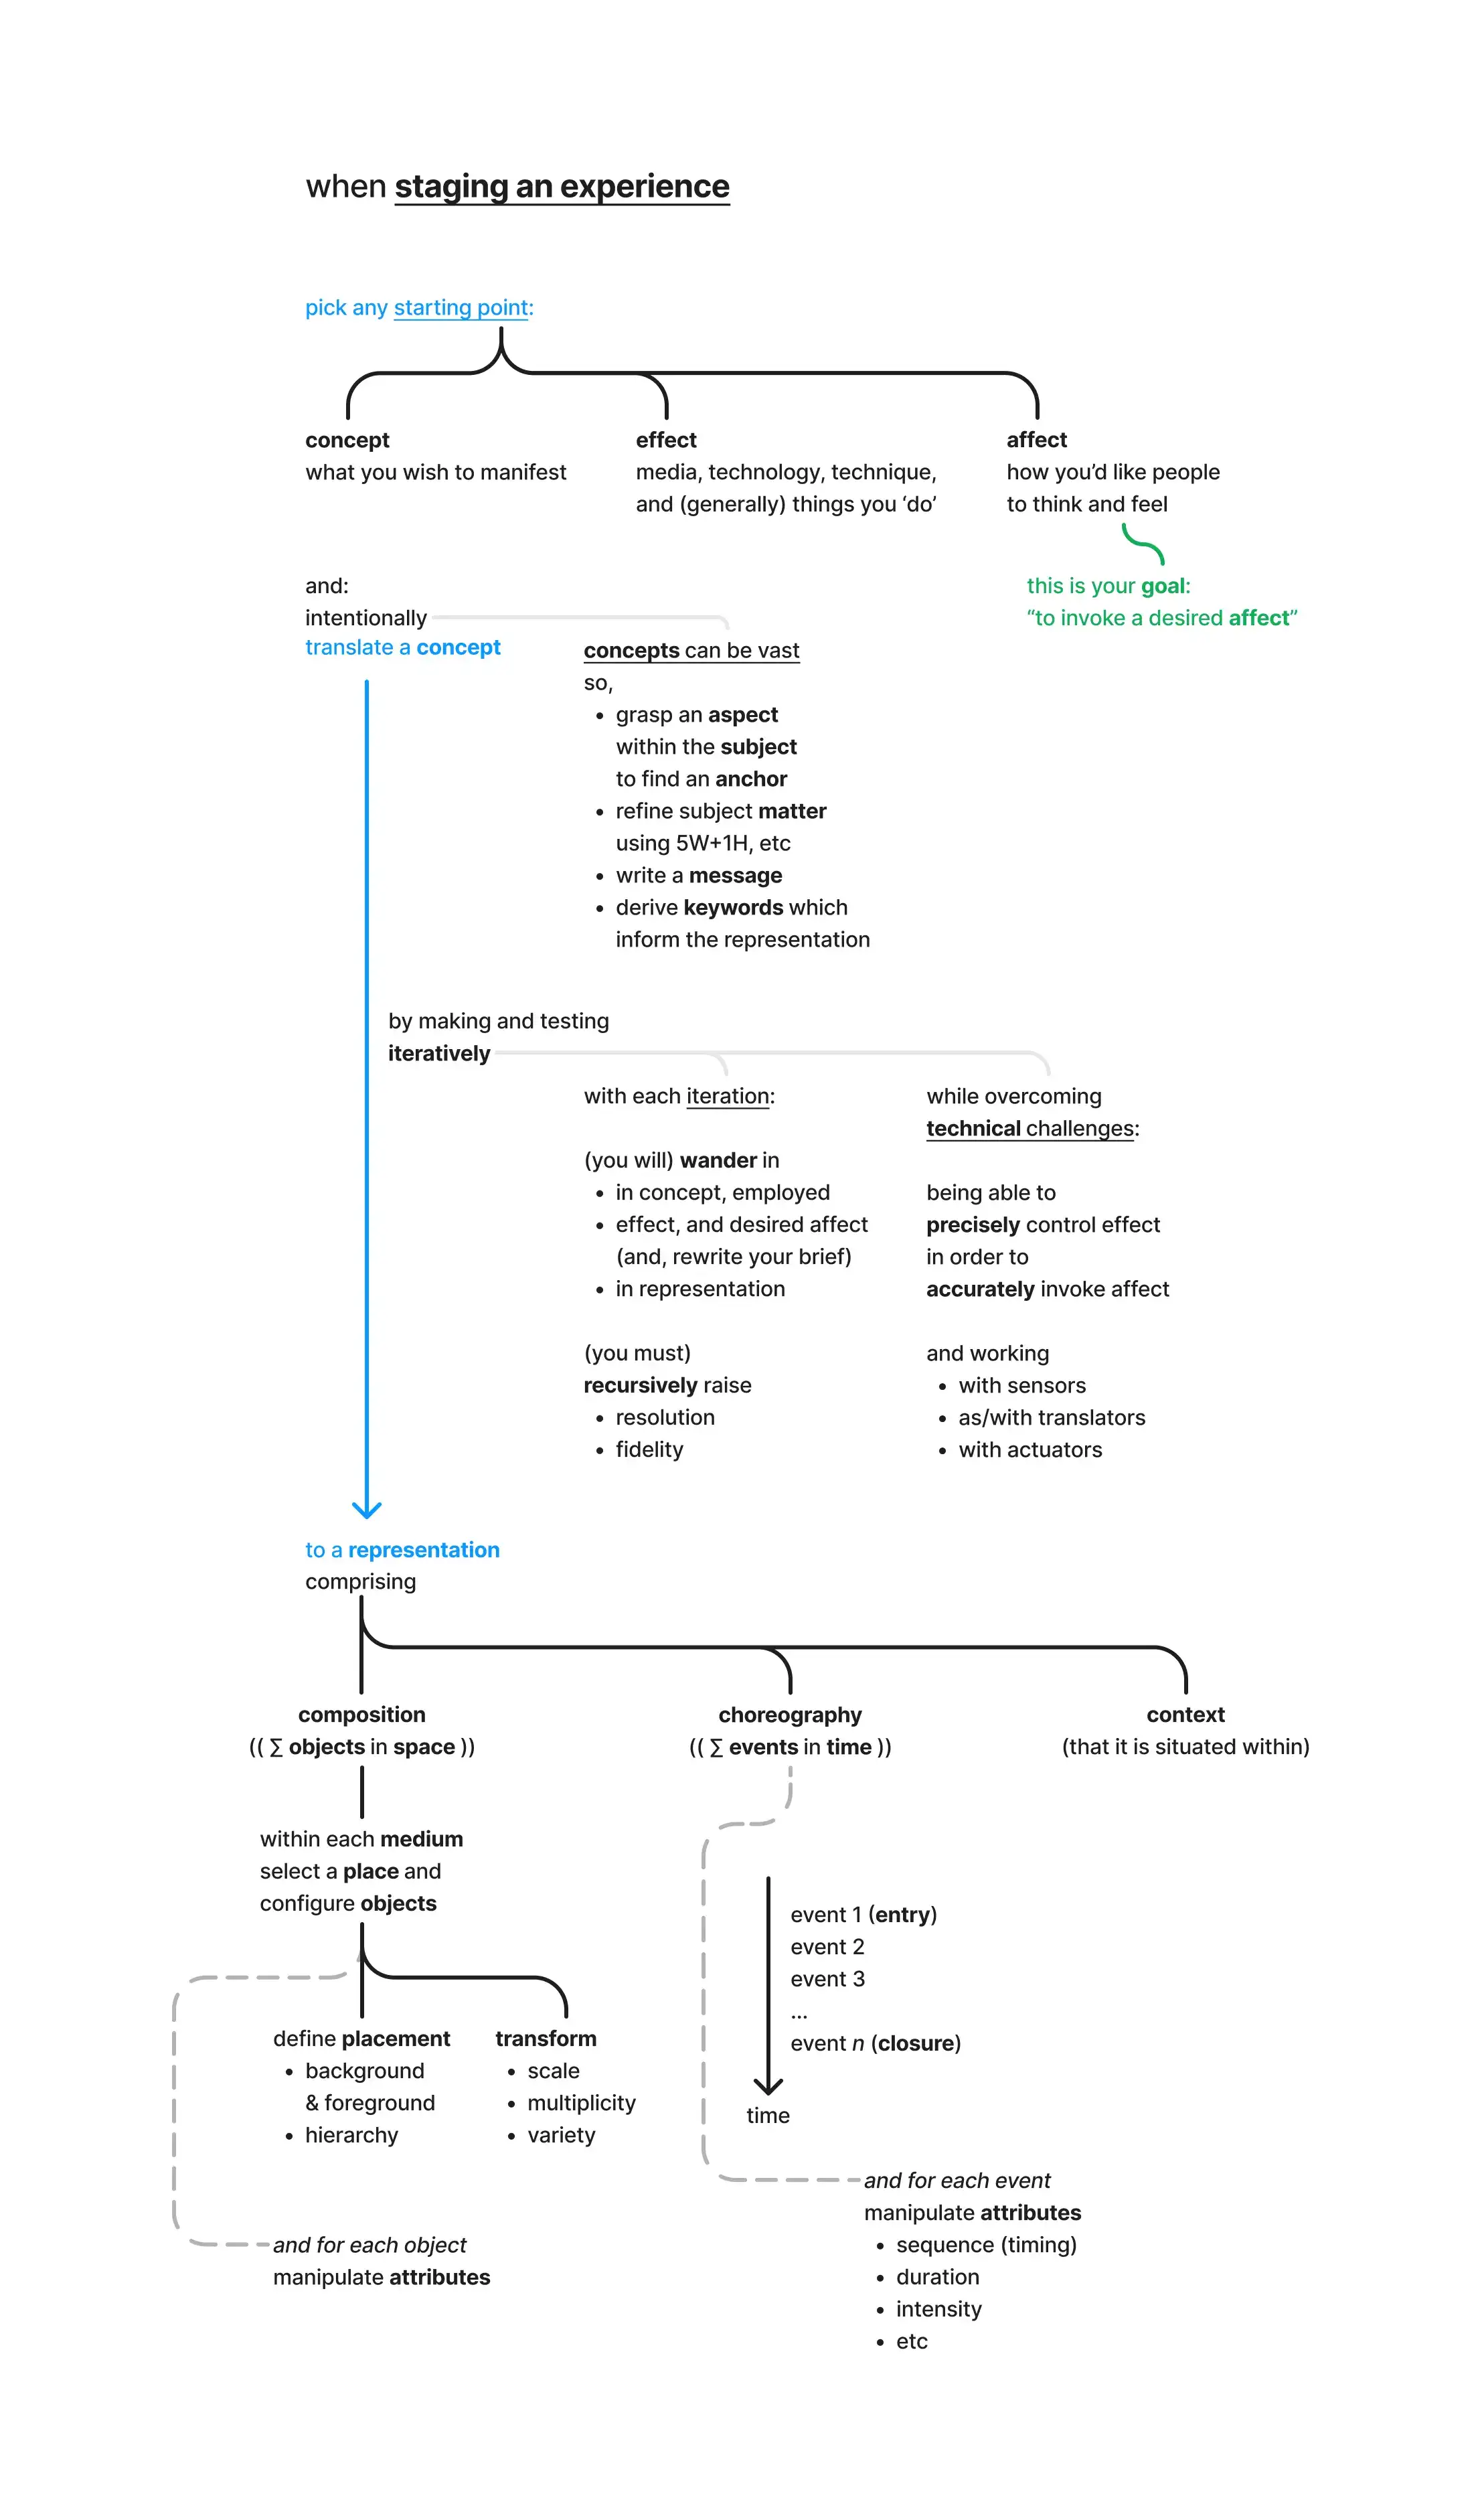 when staging an experience
pick any starting point:
concept
what you wish to manifest
effect
media, technology, technique,
and (generally) things you ‘do’
affect
how you’d like people
to think and feel
this is your goal:
“to invoke a desired affect”
and:
intentionally
translate a concept
concepts can be vast
so,
• grasp an aspect
within the subject
to find an anchor
• refine subject matter
using 5W+1H, etc
• write a message
• derive keywords which
inform the representation
by making and testing
iteratively
with each iteration:
(you will) wander in
• in concept, employed
• effect, and desired affect
(and, rewrite your brief)
• in representation
(you must)
recursively raise
• resolution
• fidelity
while overcoming
technical challenges:
being able to
precisely control effect
in order to
accurately invoke affect
and working
• with sensors
• as/with translators
• with actuators
to a representation
comprising
composition
(( ∑ objects in space ))
within each medium
select a place and
configure objects
define placement
• background
& foreground
• hierarchy
transform
• scale
• multiplicity
• variety
and for each object
manipulate attributes
choreography
(( ∑ events in time ))
event 1 (entry)
event 2
event 3
...
event n (closure)
time
and for each event
manipulate attributes
• sequence (timing)
• duration
• intensity
• etc
context
(that it is situated within)